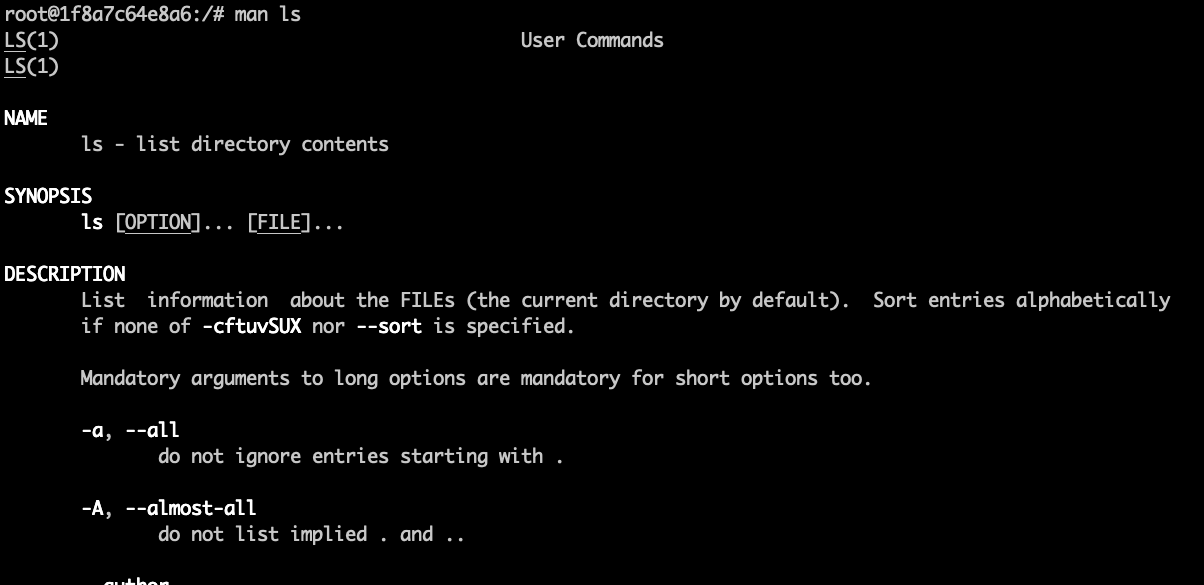 root@1f8a7c64e8a6:/# man ls
LS(1) User Commands
LS(1)
NAME
ls - list directory contents
SYNOPSIS
ls [OPTION]... [FILE]...
DESCRIPTION
List  information  about the FILEs (the current directory by default).  Sort entries alphabetically
if none of -cftuvSUX nor --sort is specified.
Mandatory arguments to long options are mandatory for short options too.
-a, --all
do not ignore entries starting with .
-A, --almost-all
do not list implied . and ..
--author